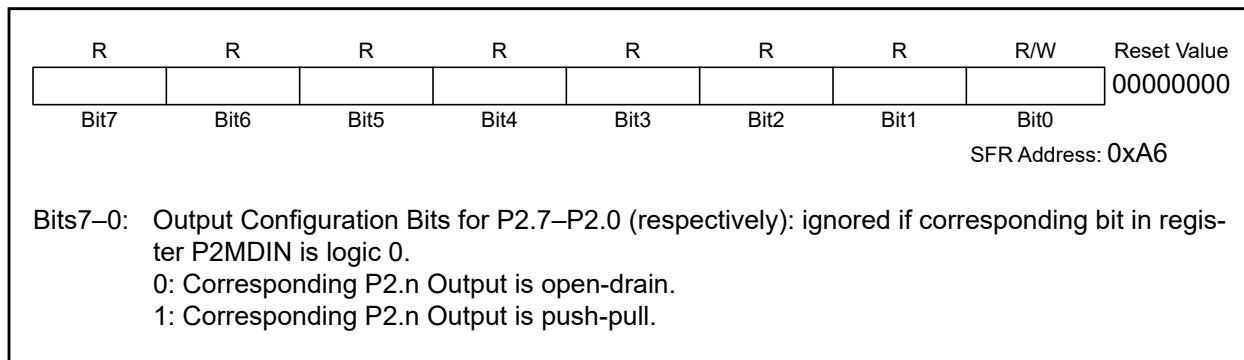 R R R R R R R R/W Reset Value
00000000
Bit7 Bit6 Bit5 Bit4 Bit3 Bit2 Bit1 Bit0
SFR Address: 0xA6
Bits7–0: Output Configuration Bits for P2.7–P2.0 (respectively): ignored if corresponding bit in regis-
ter P2MDIN is logic 0.
0: Corresponding P2.n Output is open-drain.
1: Corresponding P2.n Output is push-pull.